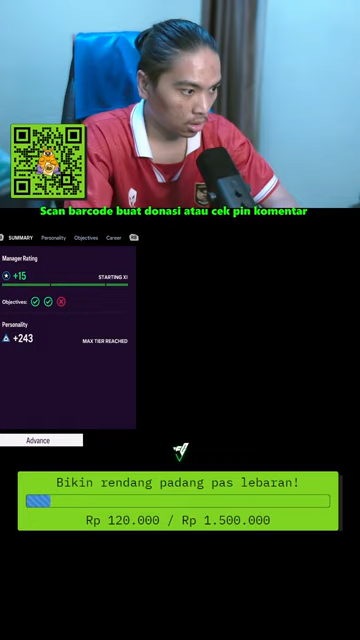 Scan barcode buat donasi atau cek pin komentar
SUMMARY Personality Objectives Career
Manager Rating
+15 STARTING XI
Objectives:
Personality
+243 MAX TIER REACHED
Advance
Bikin rendang padang pas lebaran!
Rp 120.000 / Rp 1.500.000